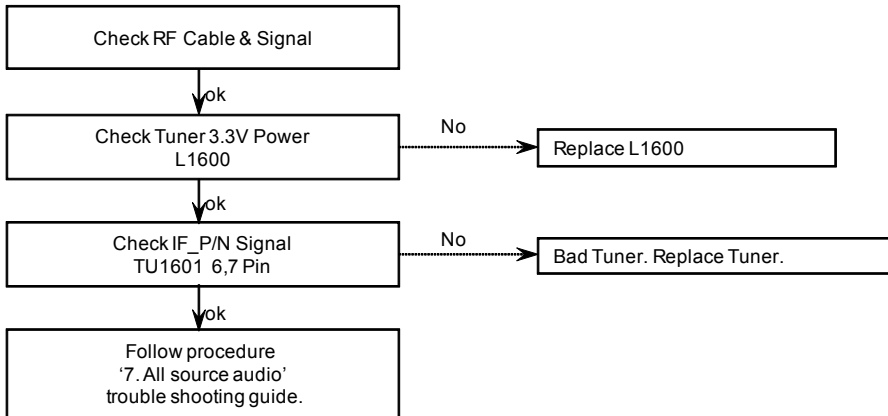 Check RF Cable & Signal
ok
Check Tuner 3.3V Power
L1600
No
Replace L1600
ok
Check IF_P/N Signal
TU1601 6,7 Pin
No
Bad Tuner. Replace Tuner.
ok
Follow procedure
‘7. All source audio’
trouble shooting guide.